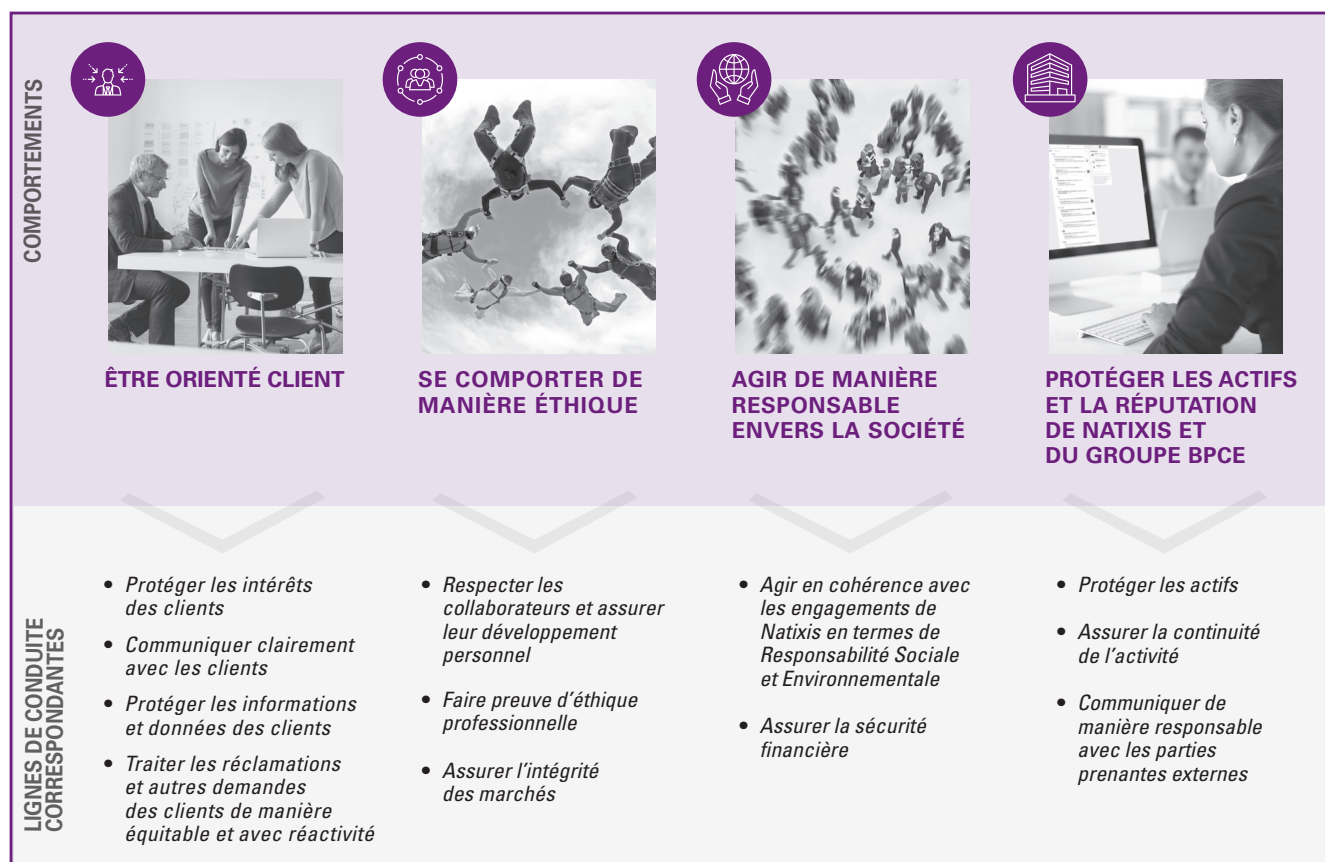 COMPORTEMENTS
ÊTRE ORIENTÉ CLIENT
SE COMPORTER DE
MANIÈRE ÉTHIQUE
AGIR DE MANIÈRE
RESPONSABLE
ENVERS LA SOCIÉTÉ
PROTÉGER LES ACTIFS
ET LA RÉPUTATION
DE NATIXIS ET
DU GROUPE BPCE
LIGNES DE CONDUITE
CORRESPONDANTES
• Protéger les intérêts
des clients
• Communiquer clairement
avec les clients
• Protéger les informations
et données des clients
• Traiter les réclamations
et autres demandes
des clients de manière
équitable et avec réactivité
• Respecter les
collaborateurs et assurer
leur développement
personnel
• Faire preuve d’éthique
professionnelle
• Assurer l’intégrité
des marchés
• Agir en cohérence avec
les engagements de
Natixis en termes de
Responsabilité Sociale
et Environnementale
• Assurer la sécurité
financière
• Protéger les actifs
• Assurer la continuité
de l’activité
• Communiquer de
manière responsable
avec les parties
prenantes externes